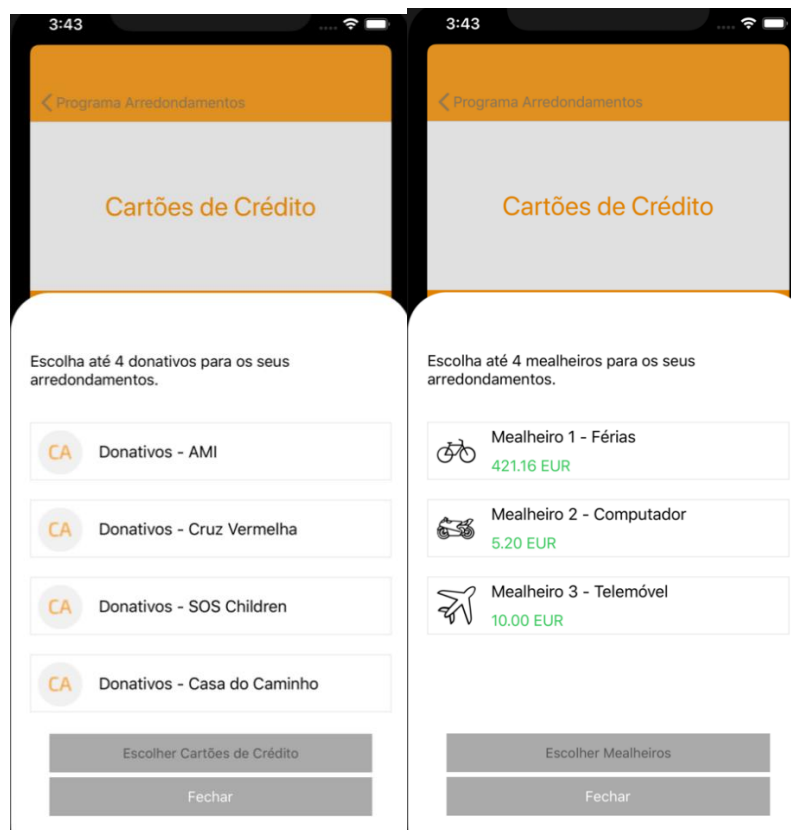 3:43
Programa Arredondamentos
Cartões de Crédito
Escolha até 4 donativos para os seus
arredondamentos.
CA
Donativos - AMI
CA
Donativos - Cruz Vermelha
CA
Donativos - SOS Children
CA
Donativos - Casa do Caminho
Escolher Cartões de Crédito
Fechar
3:43
Programa Arredondamentos
Cartões de Crédito
Escolha até 4 mealheiros para os seus
arredondamentos.
Mealheiro 1 - Férias
421.16 EUR
Mealheiro 2 - Computador
5.20 EUR
Mealheiro 3 - Telemóvel
10.00 EUR
Escolher Mealheiros
Fechar